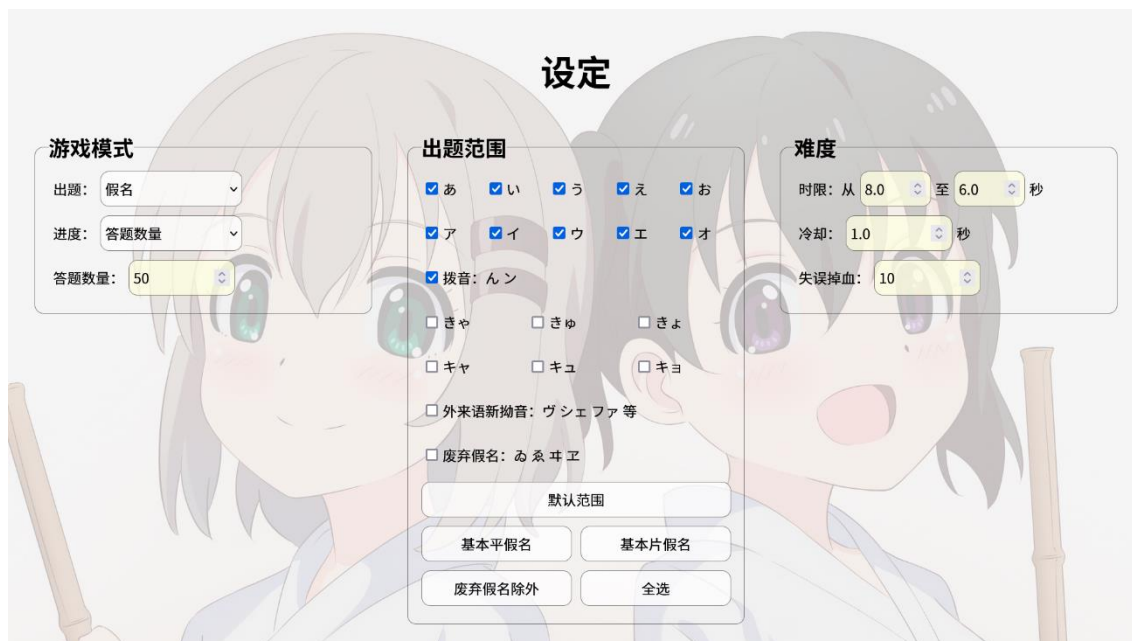 设定
游戏模式
出题： 假名
进度： 答题数量
答题数量： 50
出题范围
あ い う え お
ア イ ウ エ オ
拨音：ん ン
きゃ きゅ きょ
キャ キュ キョ
外来语新拗音：ヴ シェ ファ 等
废弃假名：ゐ ゑ ヰ ヱ
默认范围
基本平假名 基本片假名
废弃假名除外 全选
难度
时限：从 8.0 至 6.0 秒
冷却： 1.0 秒
失误掉血： 10